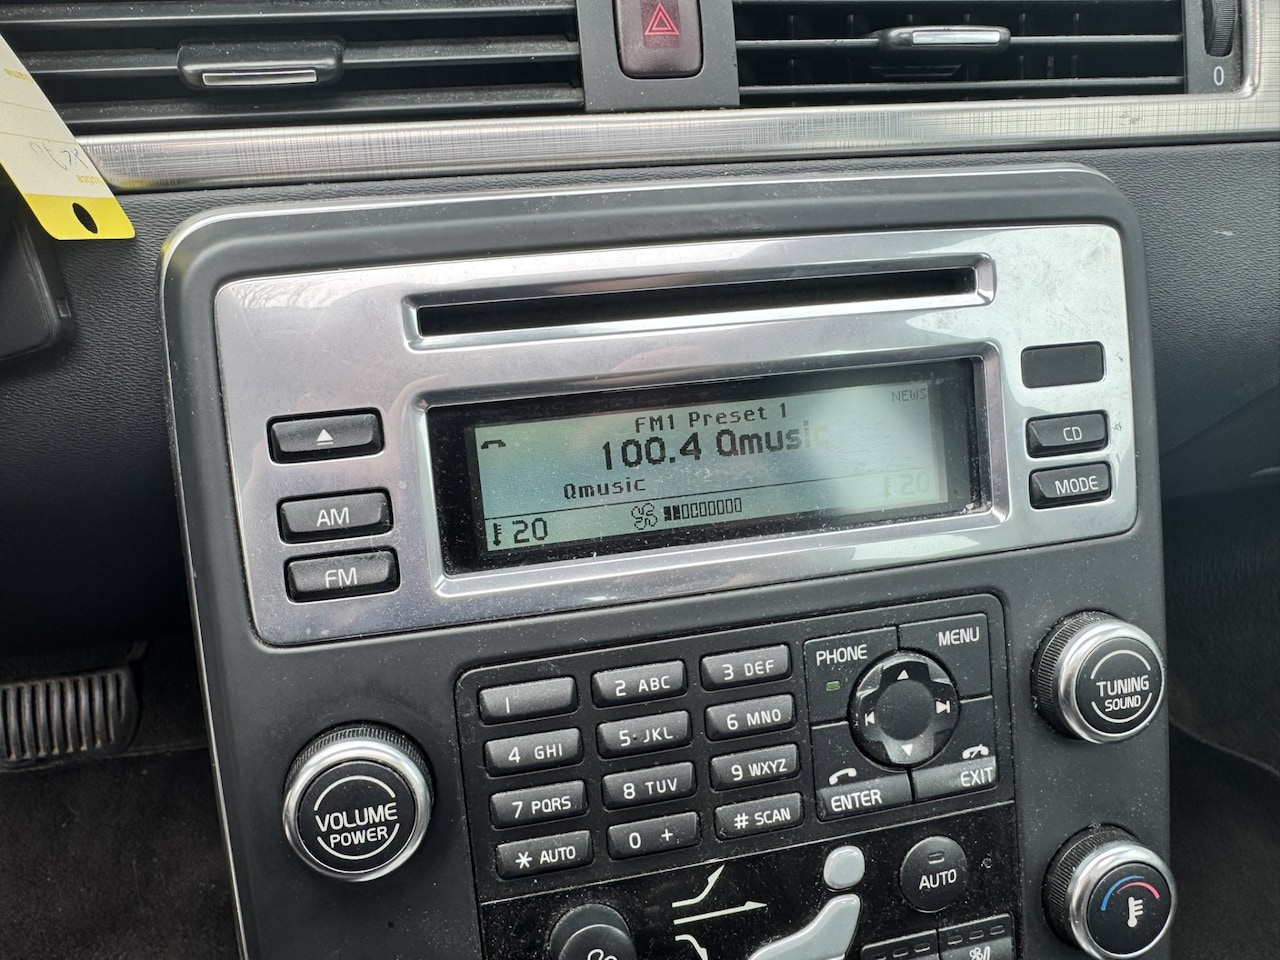 0
NEWS
FM1 Preset 1
100.4 Qmusic
Qmusic
20
20
CD
MODE
AM
FM
PHONE
MENU
1
2 ABC
3 DEF
4 GHI
5 JKL
6 MNO
7 PQRS
8 TUV
9 WXYZ
* AUTO
0 +
# SCAN
ENTER
EXIT
TUNING
SOUND
VOLUME
POWER
AUTO